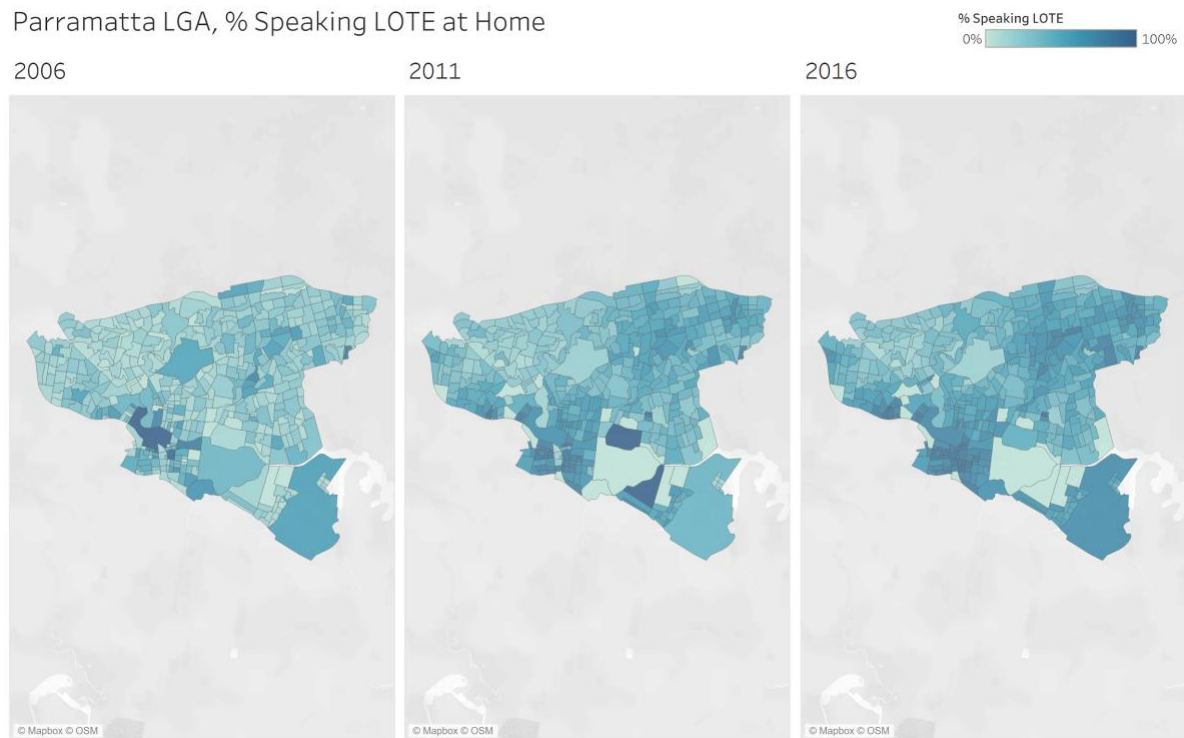 Parramatta LGA, % Speaking LOTE at Home
% Speaking LOTE
0% 100%
2006 2011 2016
© Mapbox © OSM © Mapbox © OSM © Mapbox © OSM